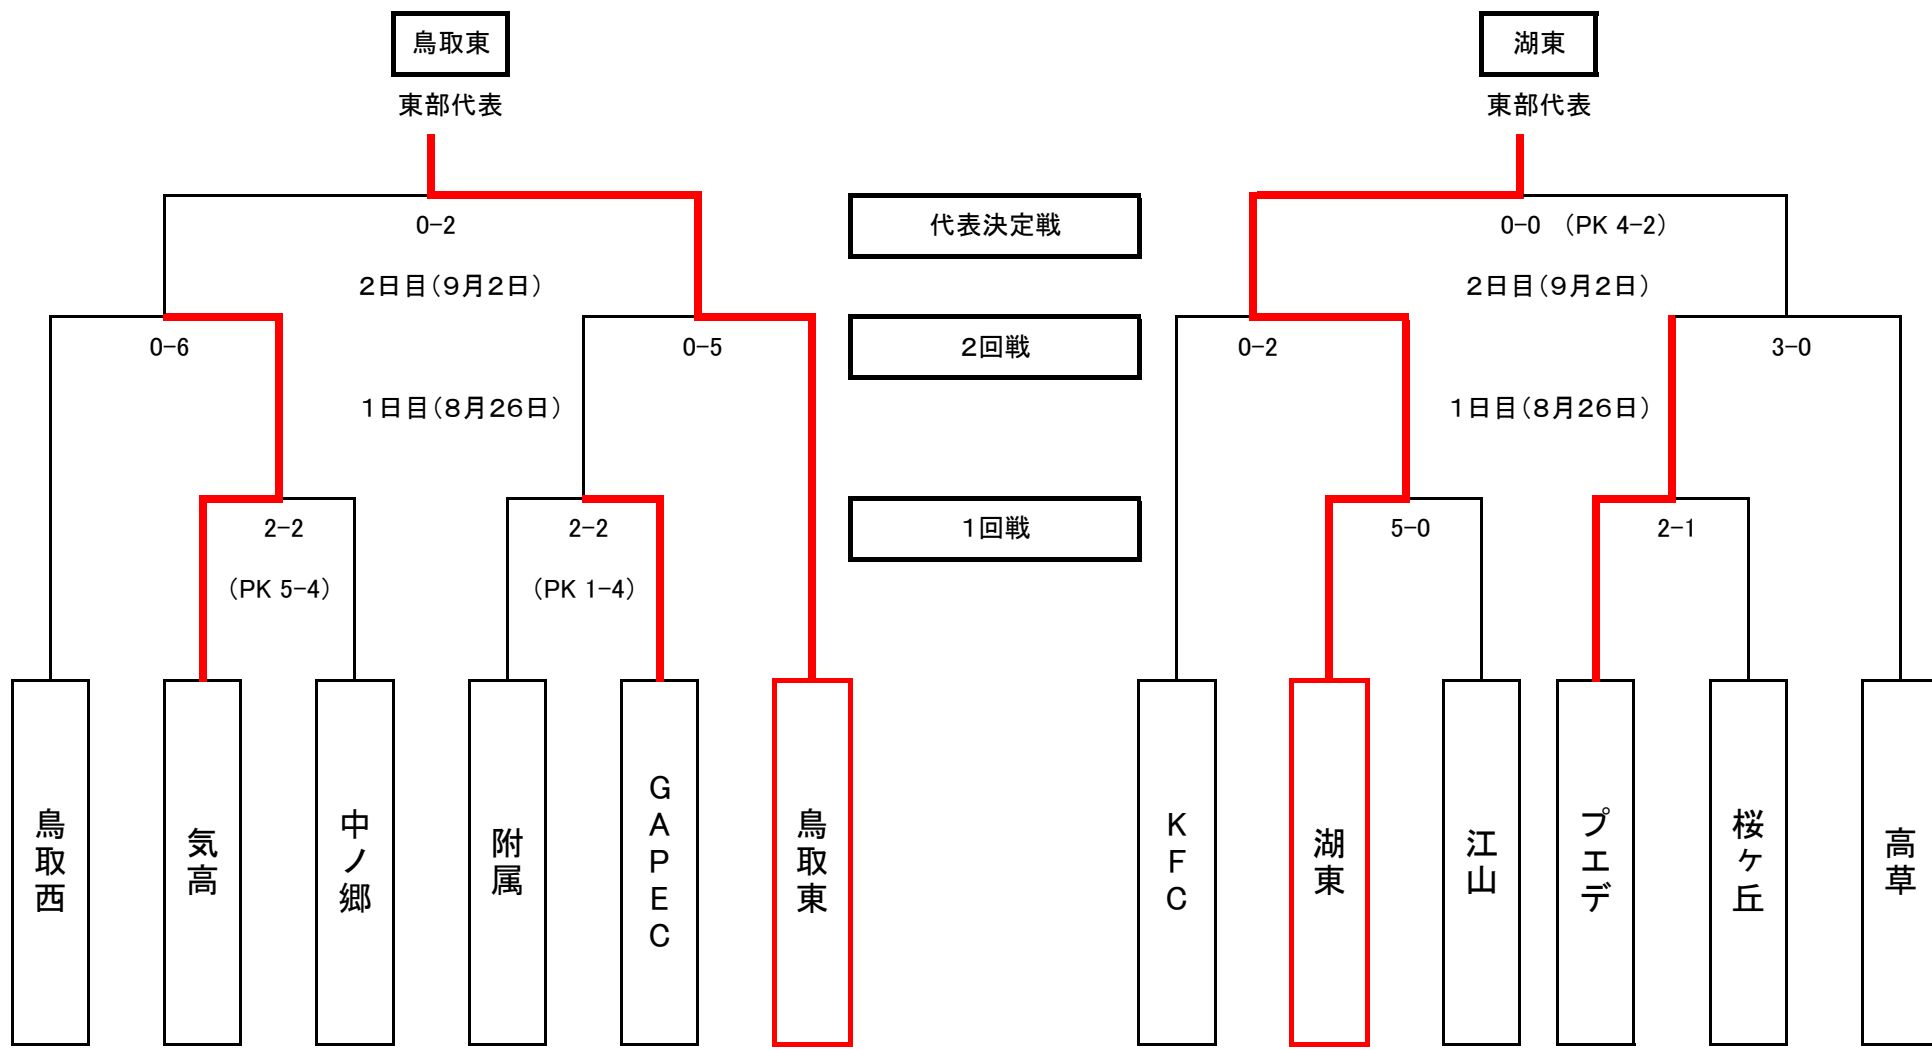 鳥取東
湖東
東部代表
東部代表
0-2
代表決定戦
0-0 （PK 4-2）
2日目（9月2日）
2日目（9月2日）
0-6
0-5
2回戦
0-2
3-0
1日目（8月26日）
1日目（8月26日）
2-2
2-2
1回戦
5-0
2-1
（PK 5-4）
（PK 1-4）
鳥取西
気高
中ノ郷
附属
GAPEC
鳥取東
KFC
湖東
江山
プエデ
桜ヶ丘
高草